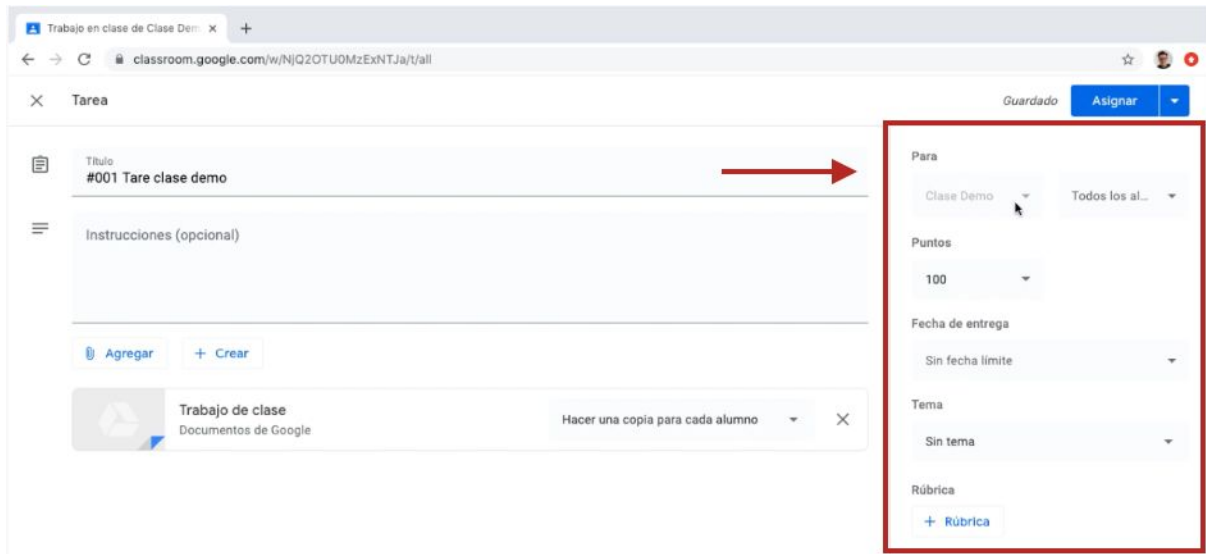 Trabajo en clase de Clase Dem
classroom.google.com/w/NjQ2OTU0MzExNTJa/t/all
Tarea
Guardado
Asignar
Título
#001 Tare clase demo
Instrucciones (opcional)
Agregar
+ Crear
Trabajo de clase
Documentos de Google
Hacer una copia para cada alumno
Para
Clase Demo
Todos los al...
Puntos
100
Fecha de entrega
Sin fecha límite
Tema
Sin tema
Rúbrica
+ Rúbrica